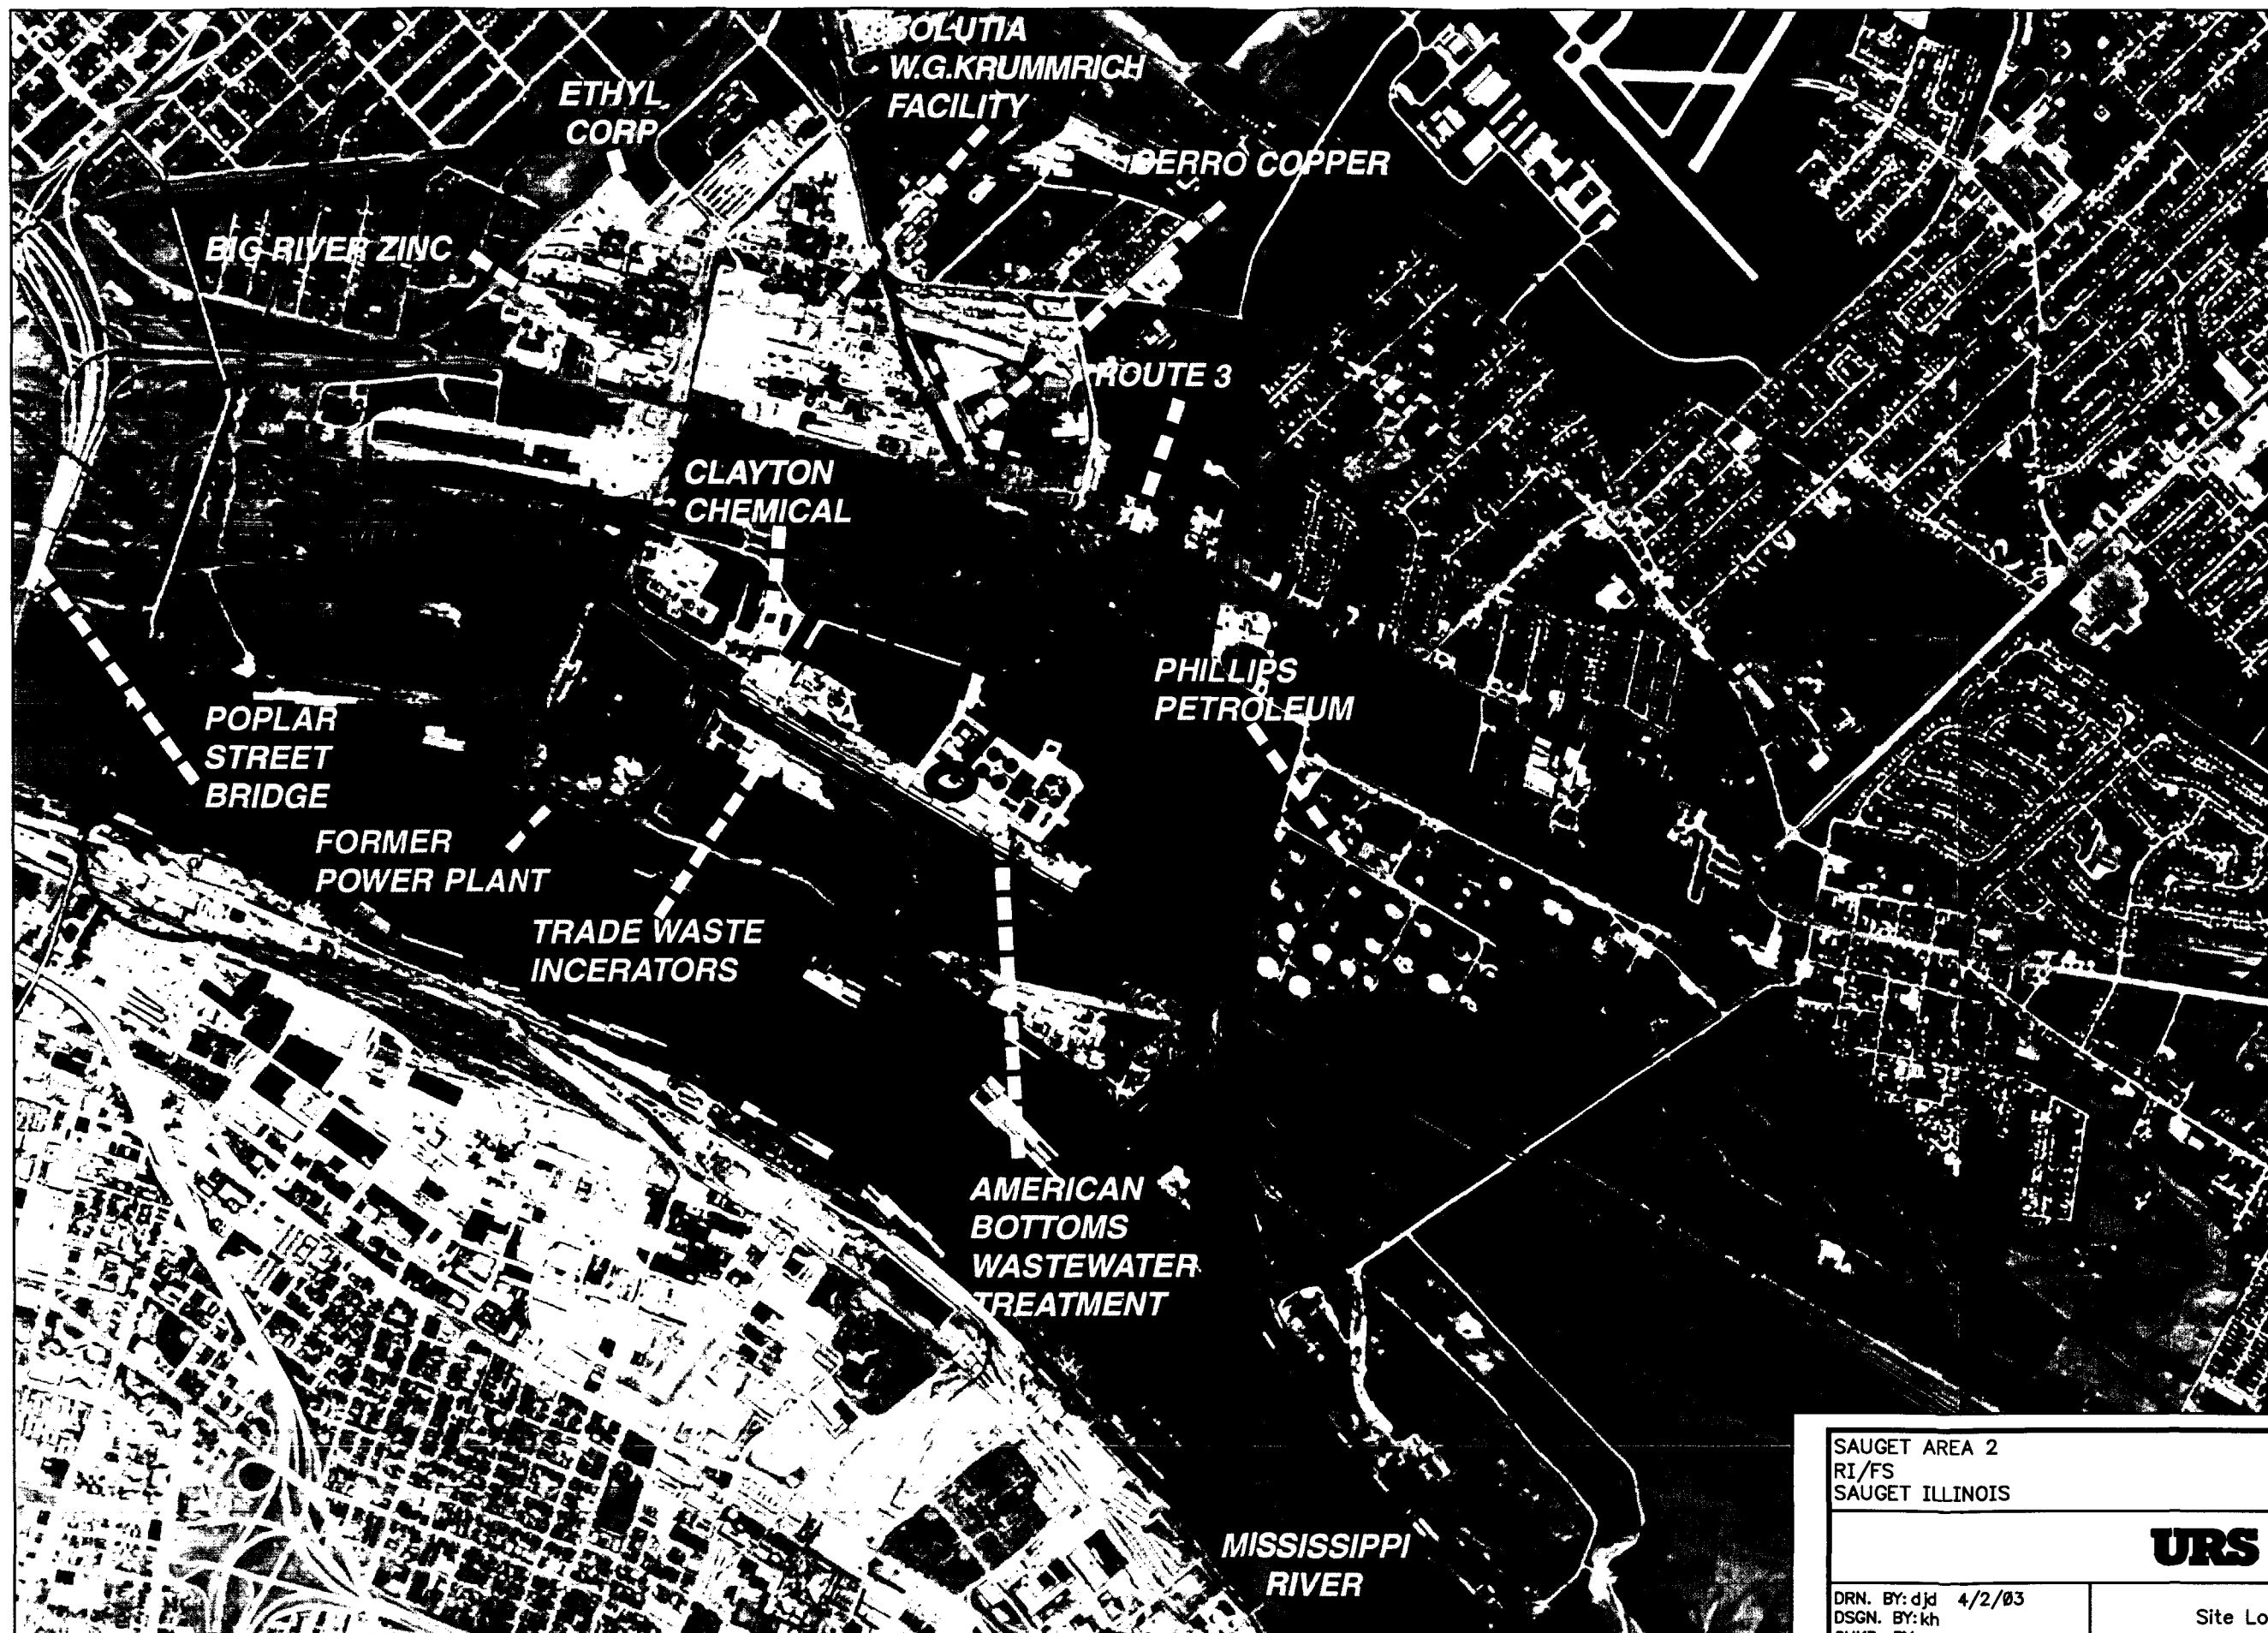 SOLUTIA
W.G.KRUMMRICH
FACILITY
ETHYL
CORP
CERRO COPPER
BIG RIVER ZINC
ROUTE 3
CLAYTON
CHEMICAL
PHILLIPS
PETROLEUM
POPLAR
STREET
BRIDGE
FORMER
POWER PLANT
TRADE WASTE
INCERATORS
AMERICAN
BOTTOMS
WASTEWATER
TREATMENT
MISSISSIPPI
RIVER
SAUGET AREA 2
RI/FS
SAUGET ILLINOIS
URS
DRN. BY: djd 4/2/03
DSGN. BY: kh
Site Lo